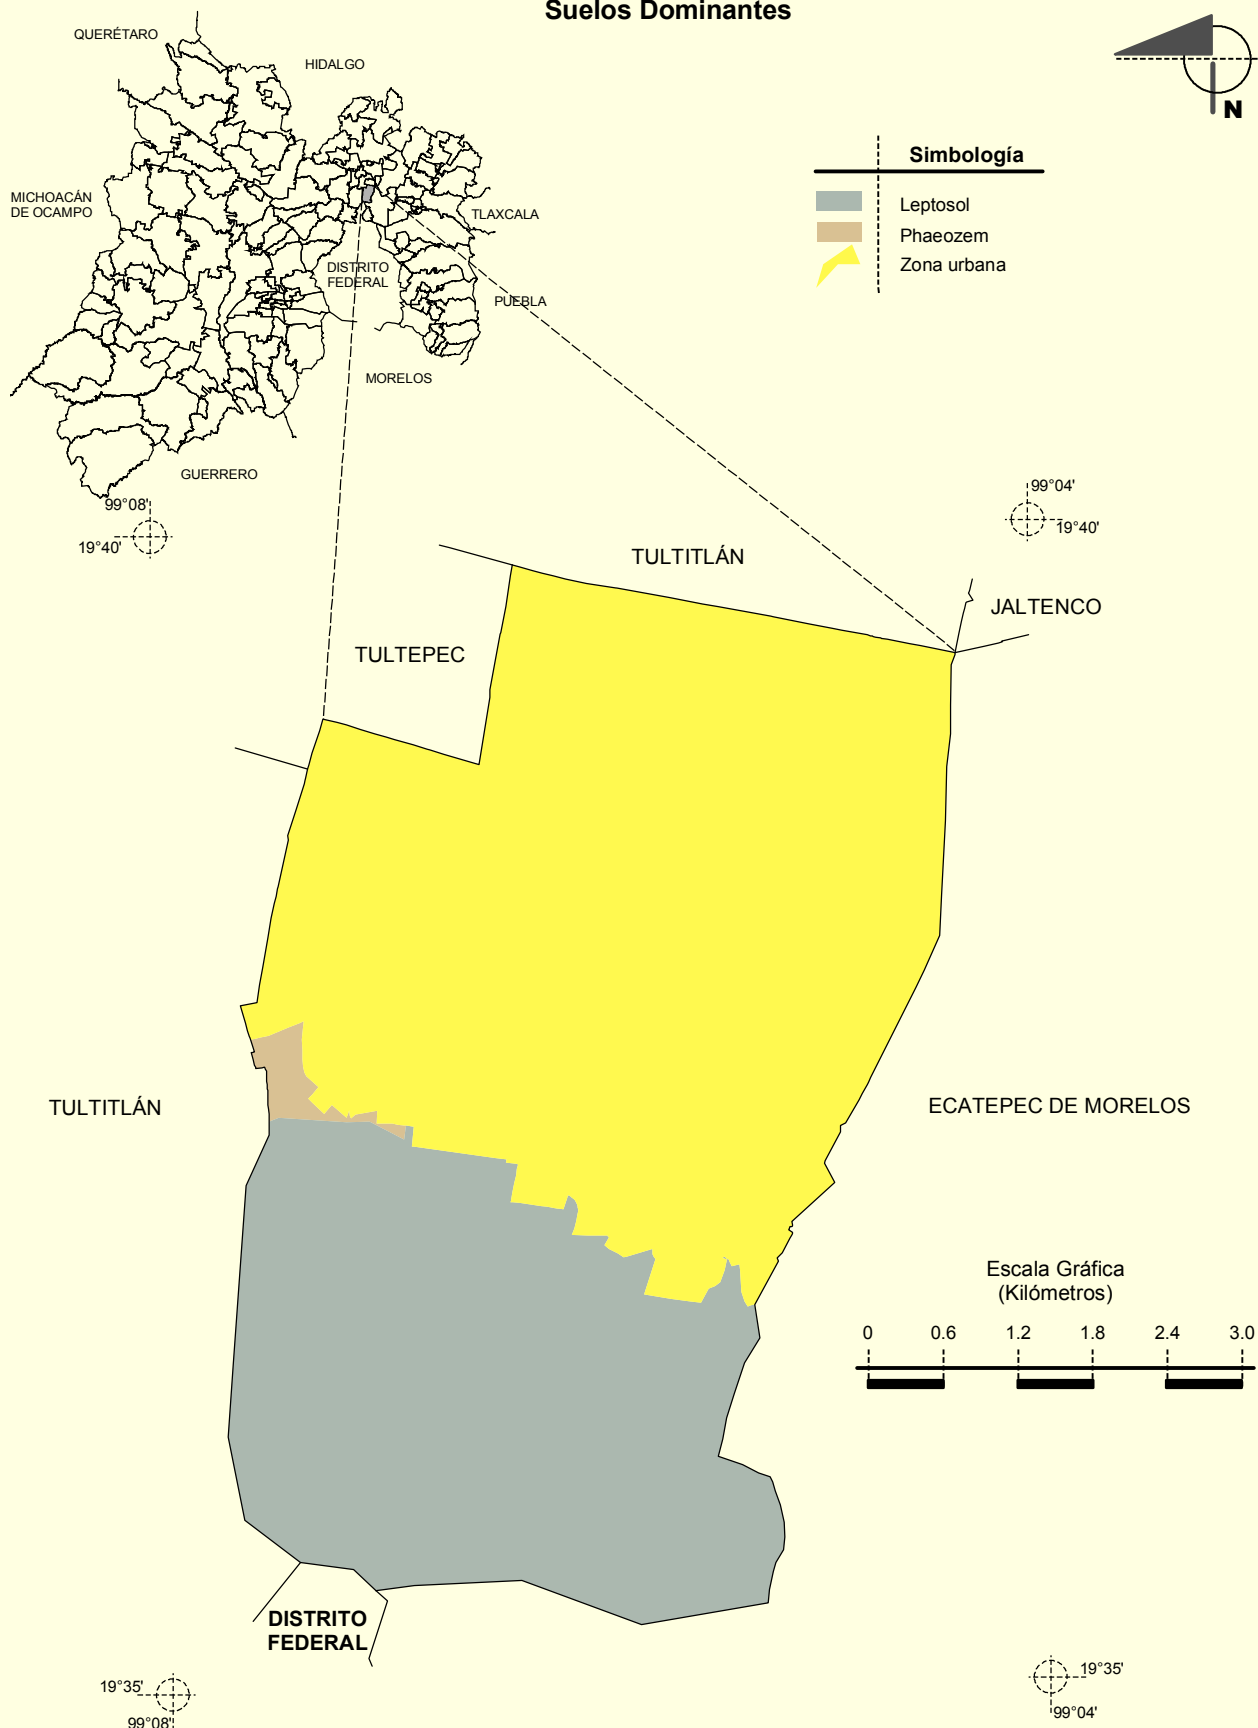 Suelos Dominantes
QUERÉTARO
HIDALGO
MICHOACÁN
DE OCAMPO
TLAXCALA
DISTRITO
FEDERAL
PUEBLA
MORELOS
GUERRERO
N
Simbología
Leptosol
Phaeozem
Zona urbana
99°08'
19°40'
99°04'
19°40'
TULTITLÁN
JALTENCO
TULTEPEC
TULTITLÁN
ECATEPEC DE MORELOS
Escala Gráfica
(Kilómetros)
0 0.6 1.2 1.8 2.4 3.0
DISTRITO
FEDERAL
19°35'
99°08'
19°35'
99°04'